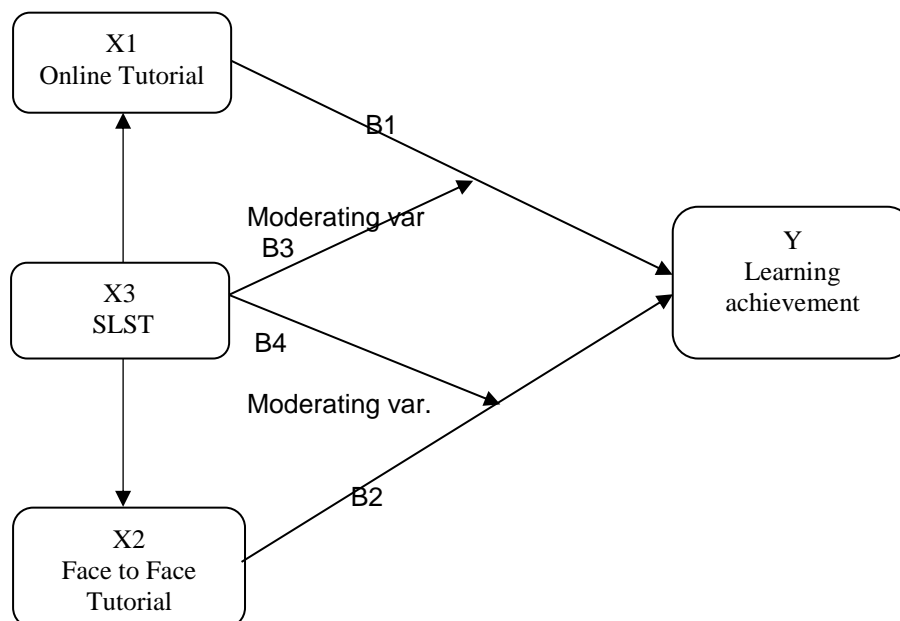 X1
Online Tutorial
B1
Moderating var
B3
X3
SLST
Y
Learning
achievement
B4
Moderating var.
B2
X2
Face to Face
Tutorial